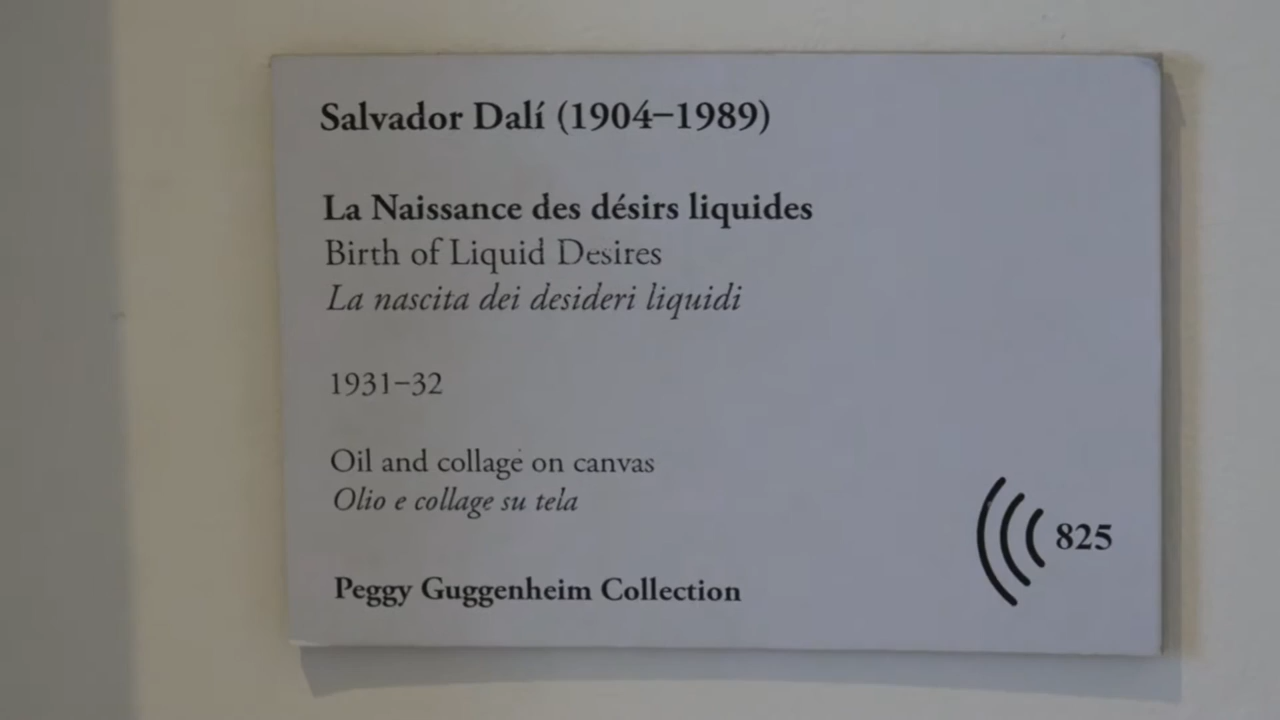 Salvador Dalí (1904–1989)
La Naissance des désirs liquides
Birth of Liquid Desires
La nascita dei desideri liquidi
1931–32
Oil and collage on canvas
Olio e collage su tela
825
Peggy Guggenheim Collection